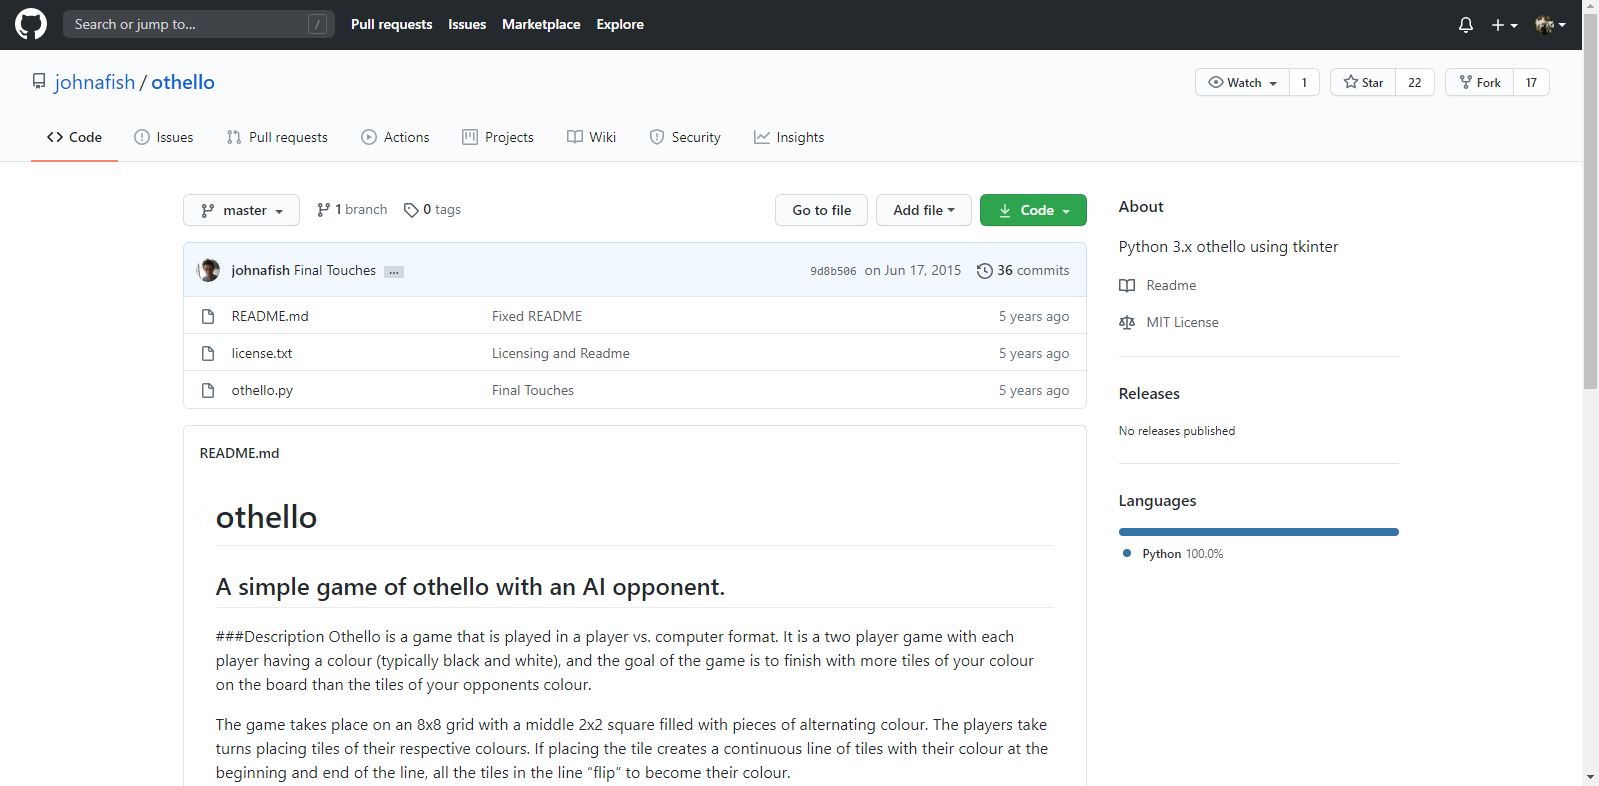 Search or jump to... /
Pull requests Issues Marketplace Explore
johnafish / othello
Watch 1 Star 22 Fork 17
Code Issues Pull requests Actions Projects Wiki Security Insights
master 1 branch 0 tags Go to file Add file Code
johnafish Final Touches ... 9d8b506 on Jun 17, 2015 36 commits
README.md Fixed README 5 years ago
license.txt Licensing and Readme 5 years ago
othello.py Final Touches 5 years ago
README.md
othello
A simple game of othello with an AI opponent.
###Description Othello is a game that is played in a player vs. computer format. It is a two player game with each
player having a colour (typically black and white), and the goal of the game is to finish with more tiles of your colour
on the board than the tiles of your opponents colour.
The game takes place on an 8x8 grid with a middle 2x2 square filled with pieces of alternating colour. The players take
turns placing tiles of their respective colours. If placing the tile creates a continuous line of tiles with their colour at the
beginning and end of the line, all the tiles in the line “flip” to become their colour.
About
Python 3.x othello using tkinter
Readme
MIT License
Releases
No releases published
Languages
Python 100.0%